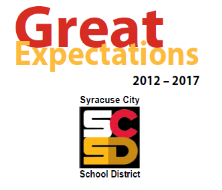 Great
Expectations
2012 – 2017
Syracuse City
SC
SD
School District